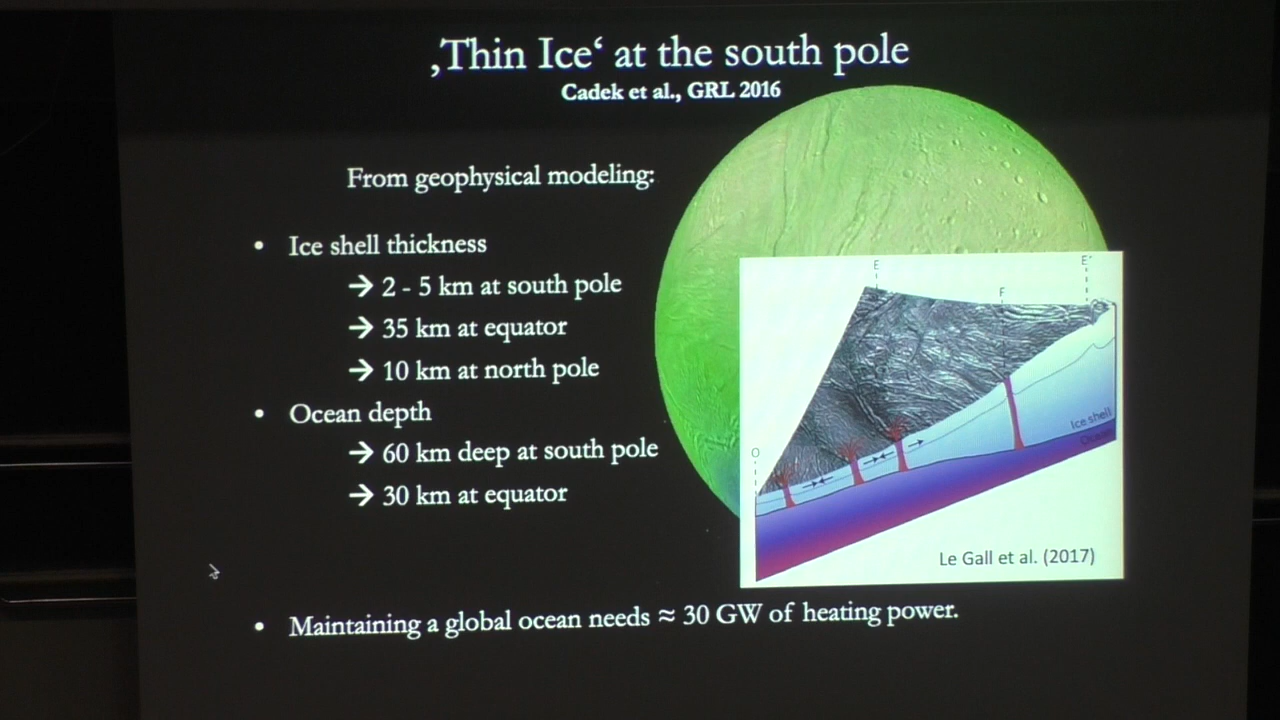 ‚Thin Ice‘ at the south pole
Cadek et al., GRL 2016
From geophysical modeling:
• Ice shell thickness
→ 2 - 5 km at south pole
→ 35 km at equator
→ 10 km at north pole
• Ocean depth
→ 60 km deep at south pole
→ 30 km at equator
E
E'
F
O
Ice shell
Ocean
Le Gall et al. (2017)
• Maintaining a global ocean needs ≈ 30 GW of heating power.